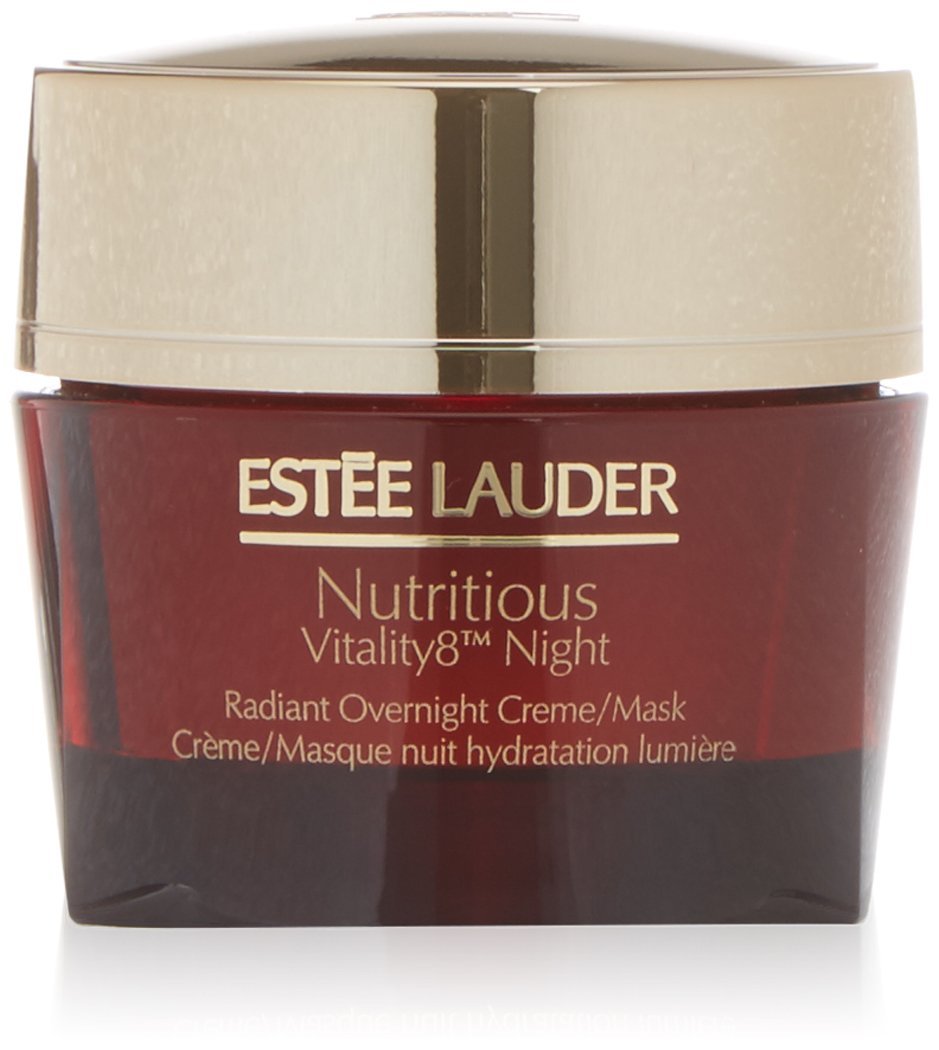 ESTĒE LAUDER
Nutritious
Vitality8™ Night
Radiant Overnight Creme/Mask
Crème/Masque nuit hydratation lumière